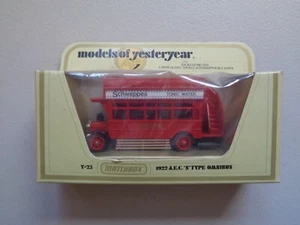 models of yesteryear
Schweppes TONIC WATER
Y-23 MATCHBOX 1922 A.E.C. 'S' TYPE OMNIBUS